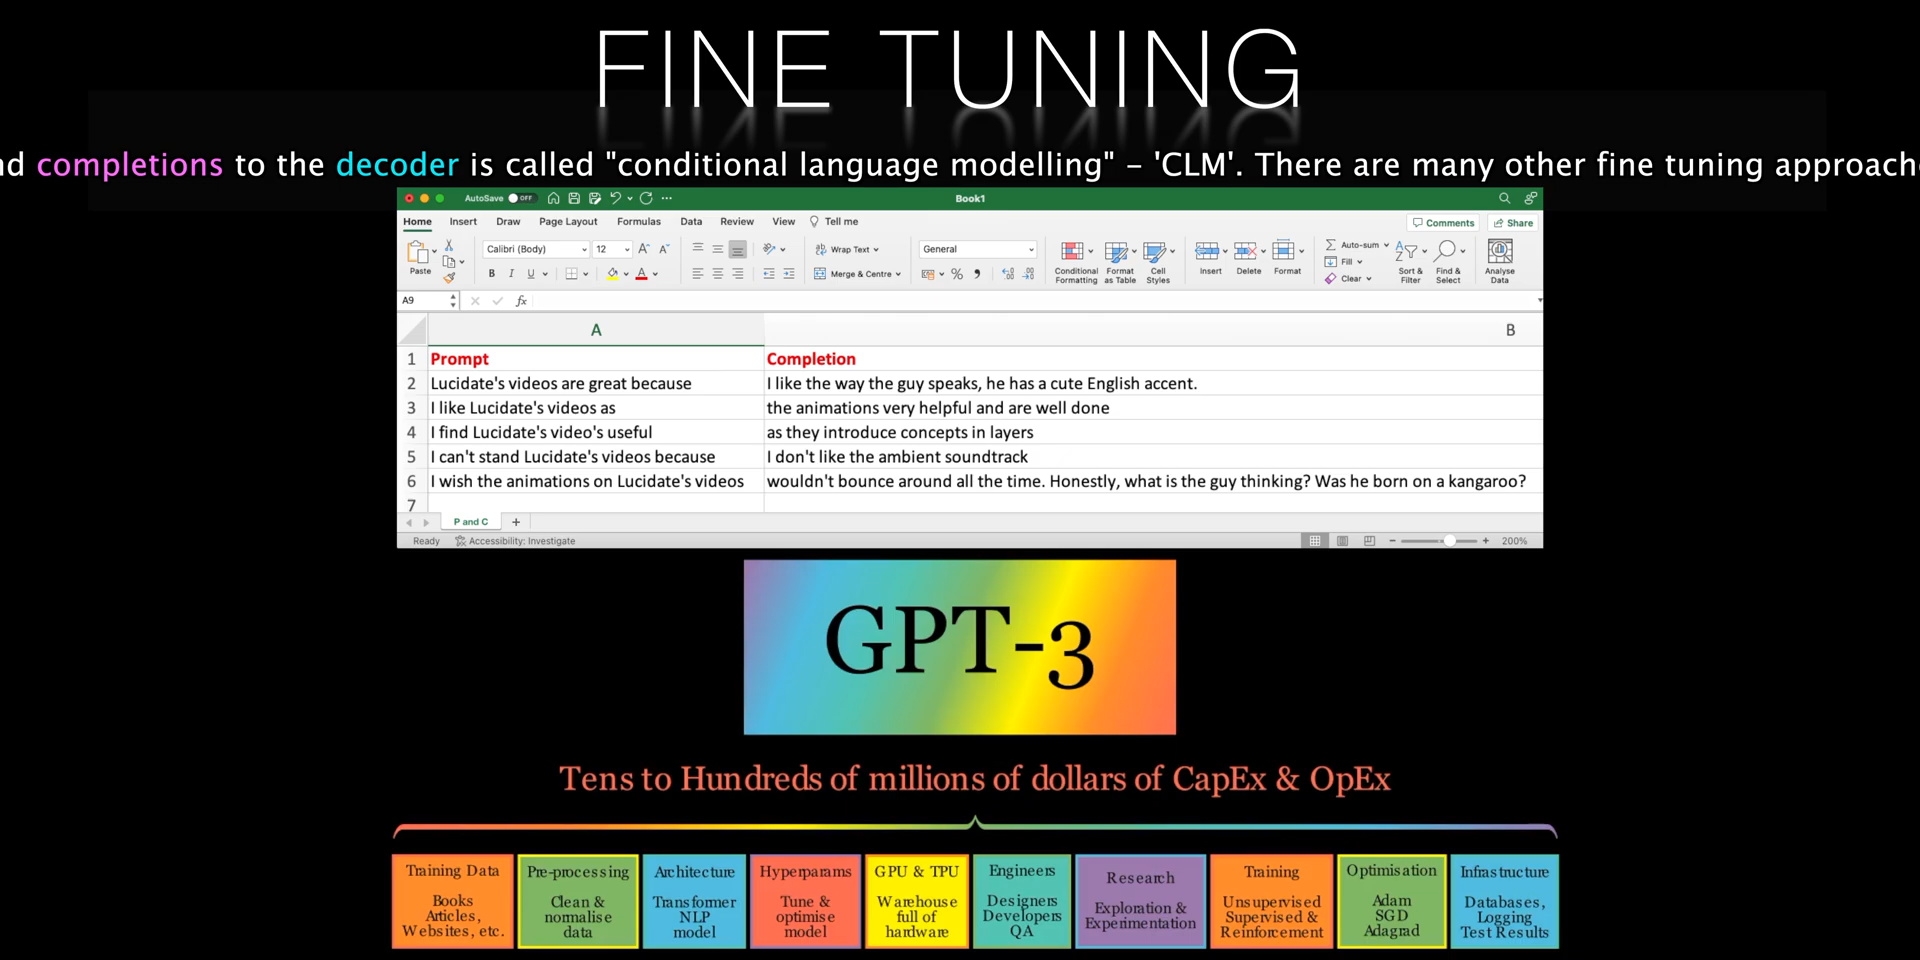 FINE TUNING
completions to the decoder is called "conditional language modelling" - 'CLM'. There are many other fine tuning
AutoSave OFF
Book1
Home Insert Draw Page Layout Formulas Data Review View Tell me
Comments Share
Paste
Calibri (Body) 12
B I U
Wrap Text
Merge & Centre
General
Conditional Formatting
Format as Table
Cell Styles
Insert
Delete
Format
Auto-sum
Fill
Clear
Sort & Filter
Find & Select
Analyse Data
A9
fx
A B
1 Prompt Completion
2 Lucidate's videos are great because I like the way the guy speaks, he has a cute English accent.
3 I like Lucidate's videos as the animations very helpful and are well done
4 I find Lucidate's video's useful as they introduce concepts in layers
5 I can't stand Lucidate's videos because I don't like the ambient soundtrack
6 I wish the animations on Lucidate's videos wouldn't bounce around all the time. Honestly, what is the guy thinking? Was he born on a kangaroo?
7
P and C +
Ready Accessibility: Investigate
200%
GPT-3
Tens to Hundreds of millions of dollars of CapEx & OpEx
Training Data
Books
Articles,
Websites, etc.
Pre-processing
Clean &
normalise
data
Architecture
Transformer
NLP
model
Hyperparams
Tune &
optimise
model
GPU & TPU
Warehouse
full of
hardware
Engineers
Designers
Developers
QA
Research
Exploration &
Experimentation
Training
Unsupervised
Supervised &
Reinforcement
Optimisation
Adam
SGD
Adagrad
Infrastructure
Databases,
Logging
Test Results